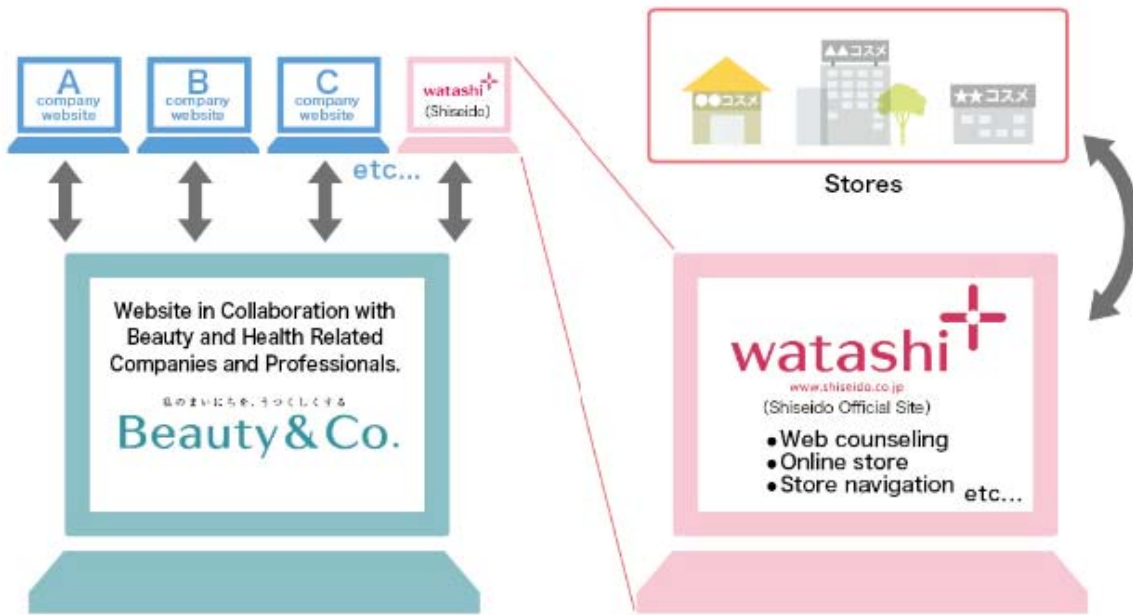 A
company
website
B
company
website
C
company
website
watashi+
(Shiseido)
etc...
●●コスメ
▲▲コスメ
★★コスメ
Stores
Website in Collaboration with
Beauty and Health Related
Companies and Professionals.
私のまいにちを、うつくしくする
Beauty & Co.
watashi+
www.shiseido.co.jp
(Shiseido Official Site)
●Web counseling
●Online store
●Store navigation
etc...